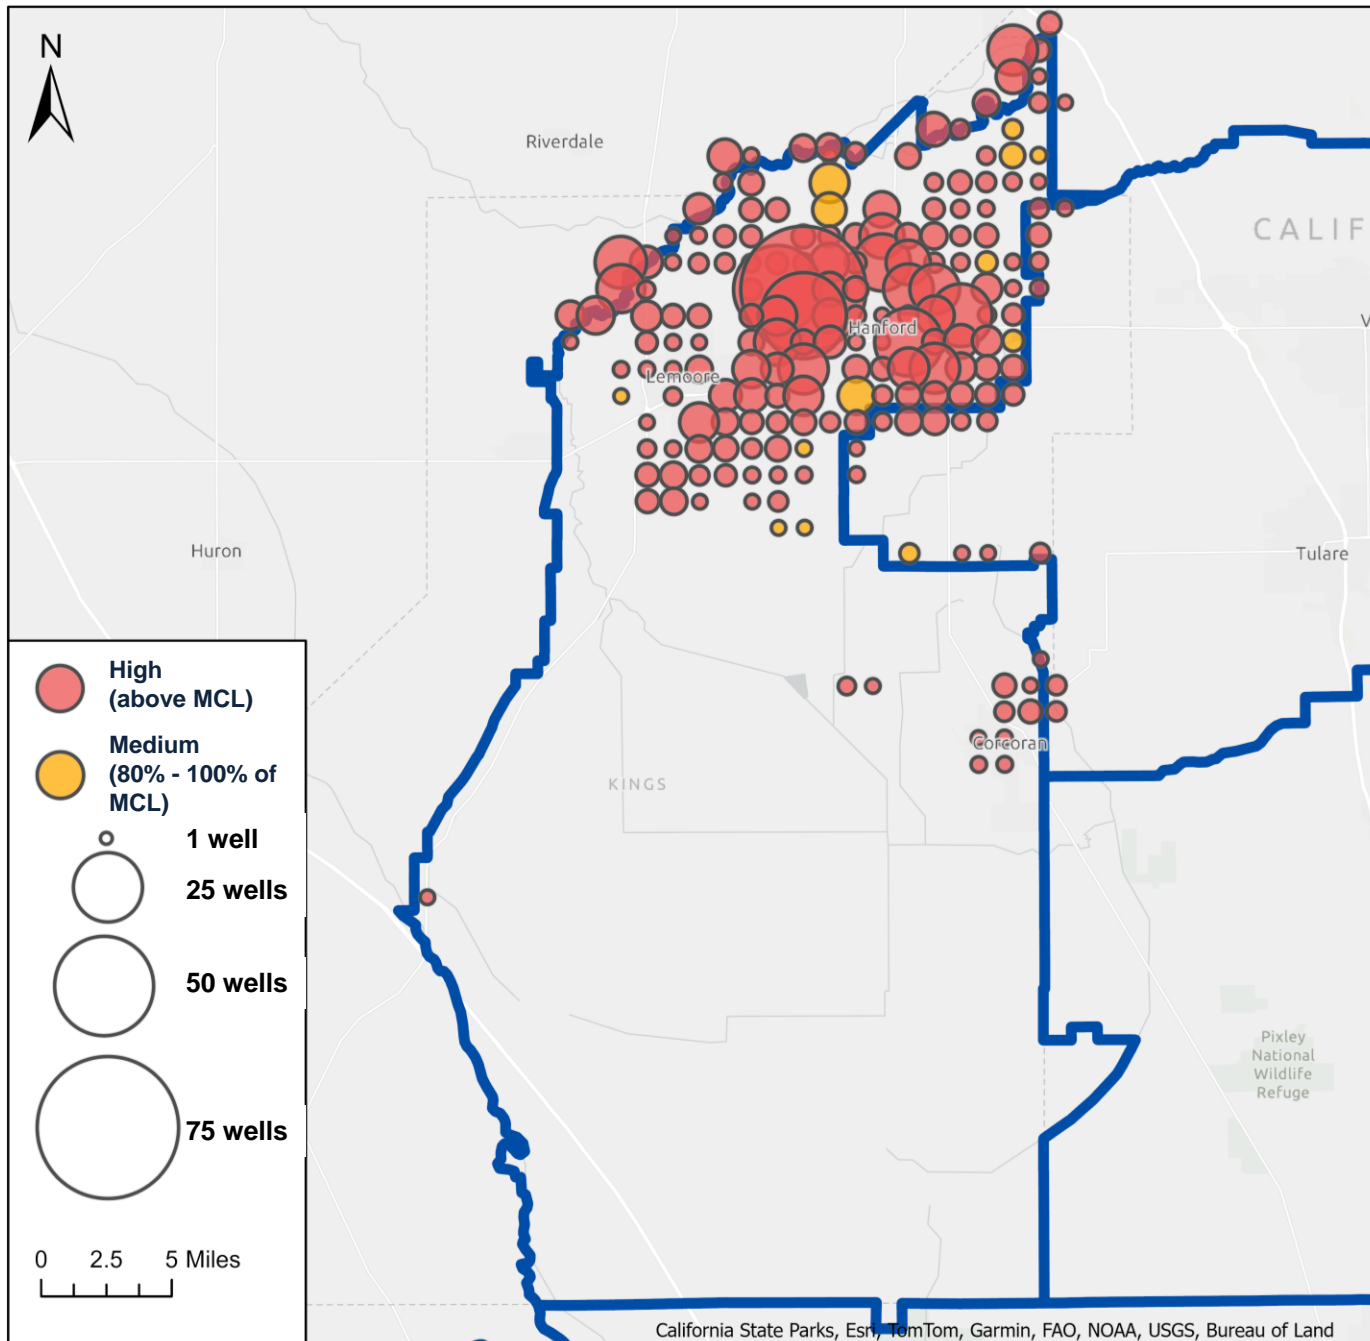 N
Riverdale
CALIF
Hanford
V
Lemoore
Huron
Tulare
High
(above MCL)
Medium
(80% - 100% of
MCL)
Corcoran
KINGS
1 well
25 wells
50 wells
75 wells
Pixley
National
Wildlife
Refuge
0 2.5 5 Miles
California State Parks, Esri, TomTom, Garmin, FAO, NOAA, USGS, Bureau of Land